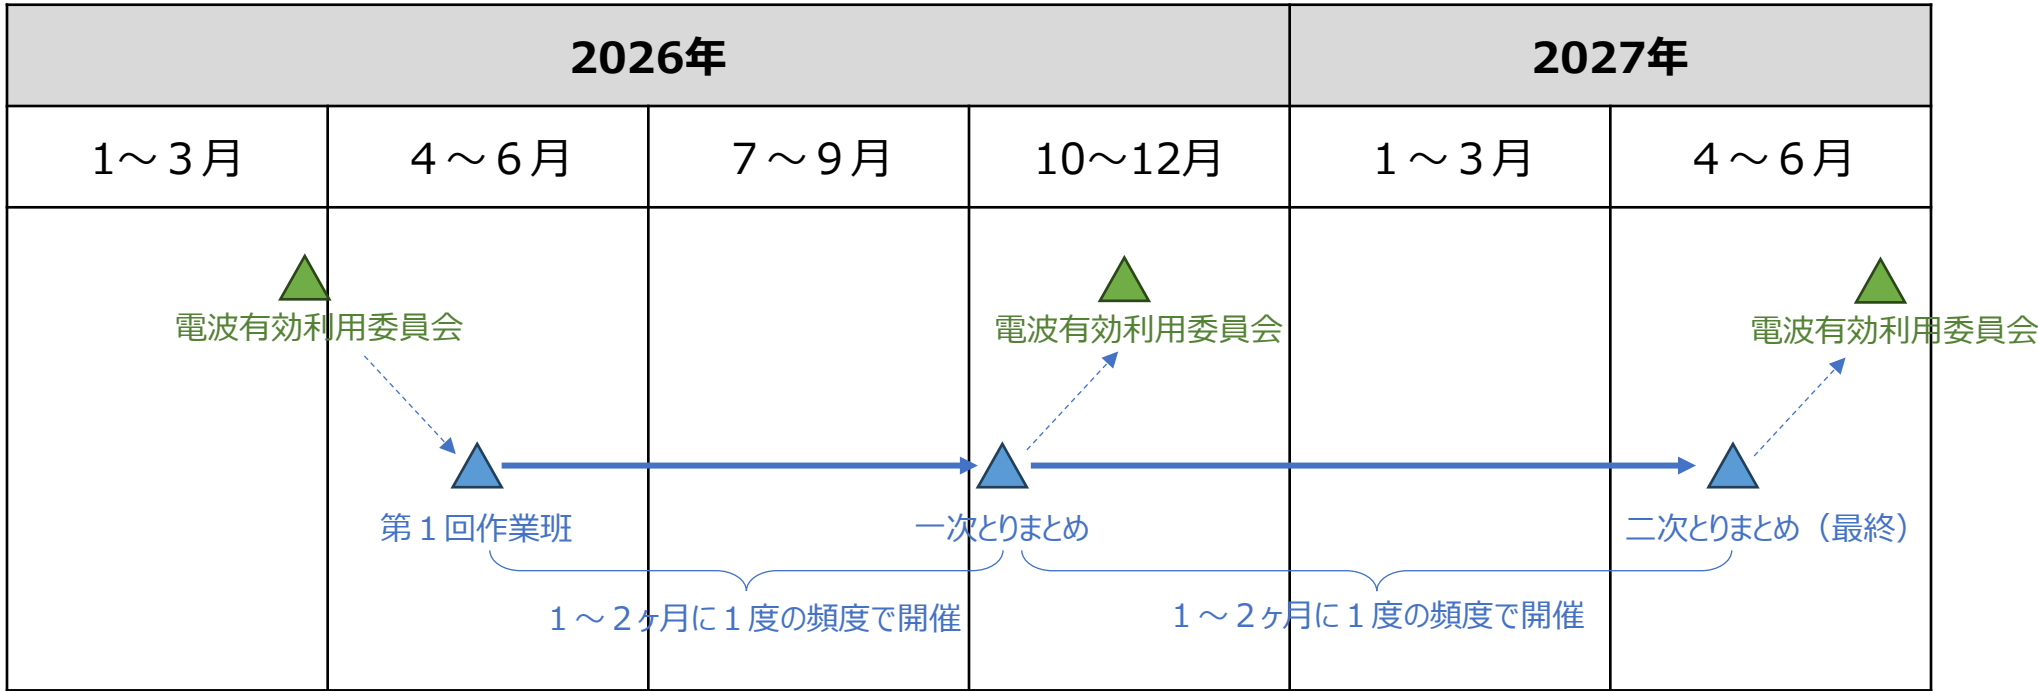 2026年
2027年
1～３月
４～６月
７～９月
10～12月
１～３月
４～６月
電波有効利用委員会
電波有効利用委員会
電波有効利用委員会
第１回作業班
一次とりまとめ
二次とりまとめ（最終）
１～２ヶ月に１度の頻度で開催
１～２ヶ月に１度の頻度で開催